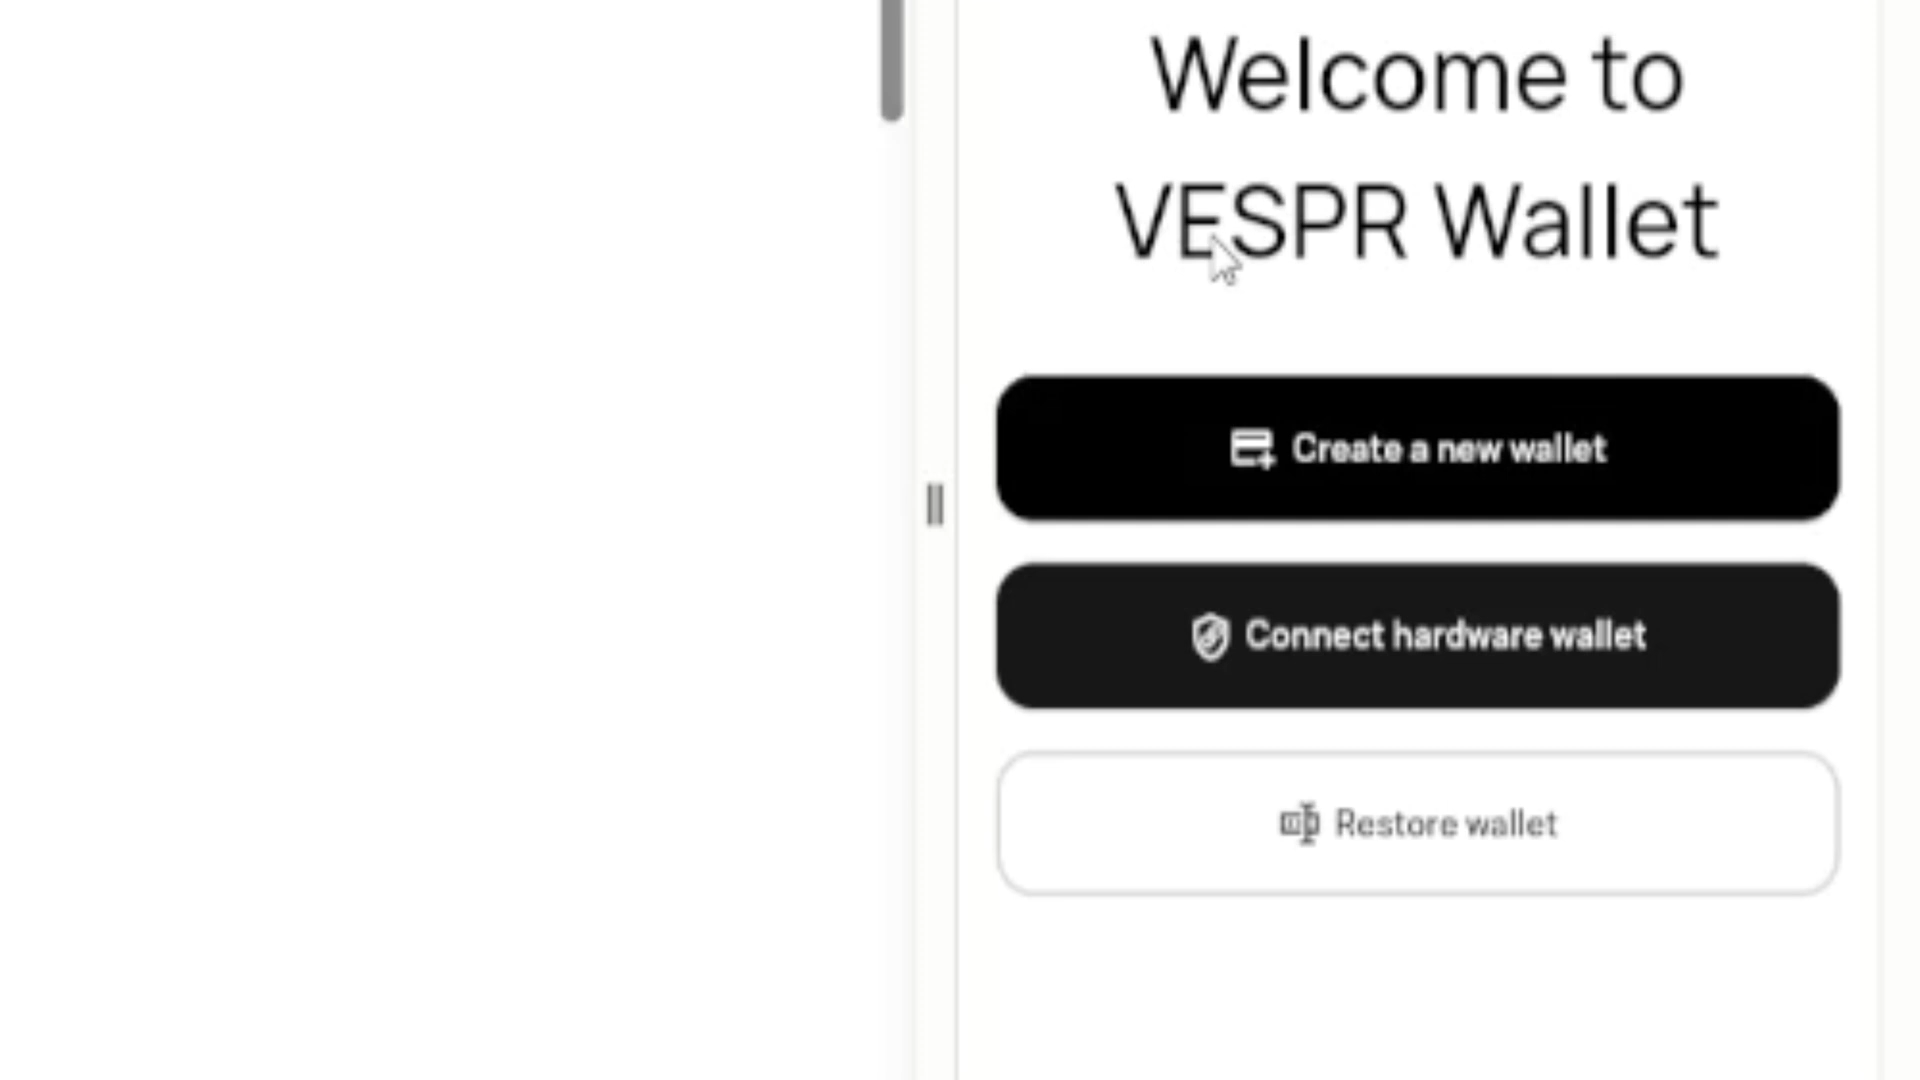 Welcome to
VESPR Wallet
Create a new wallet
Connect hardware wallet
Restore wallet